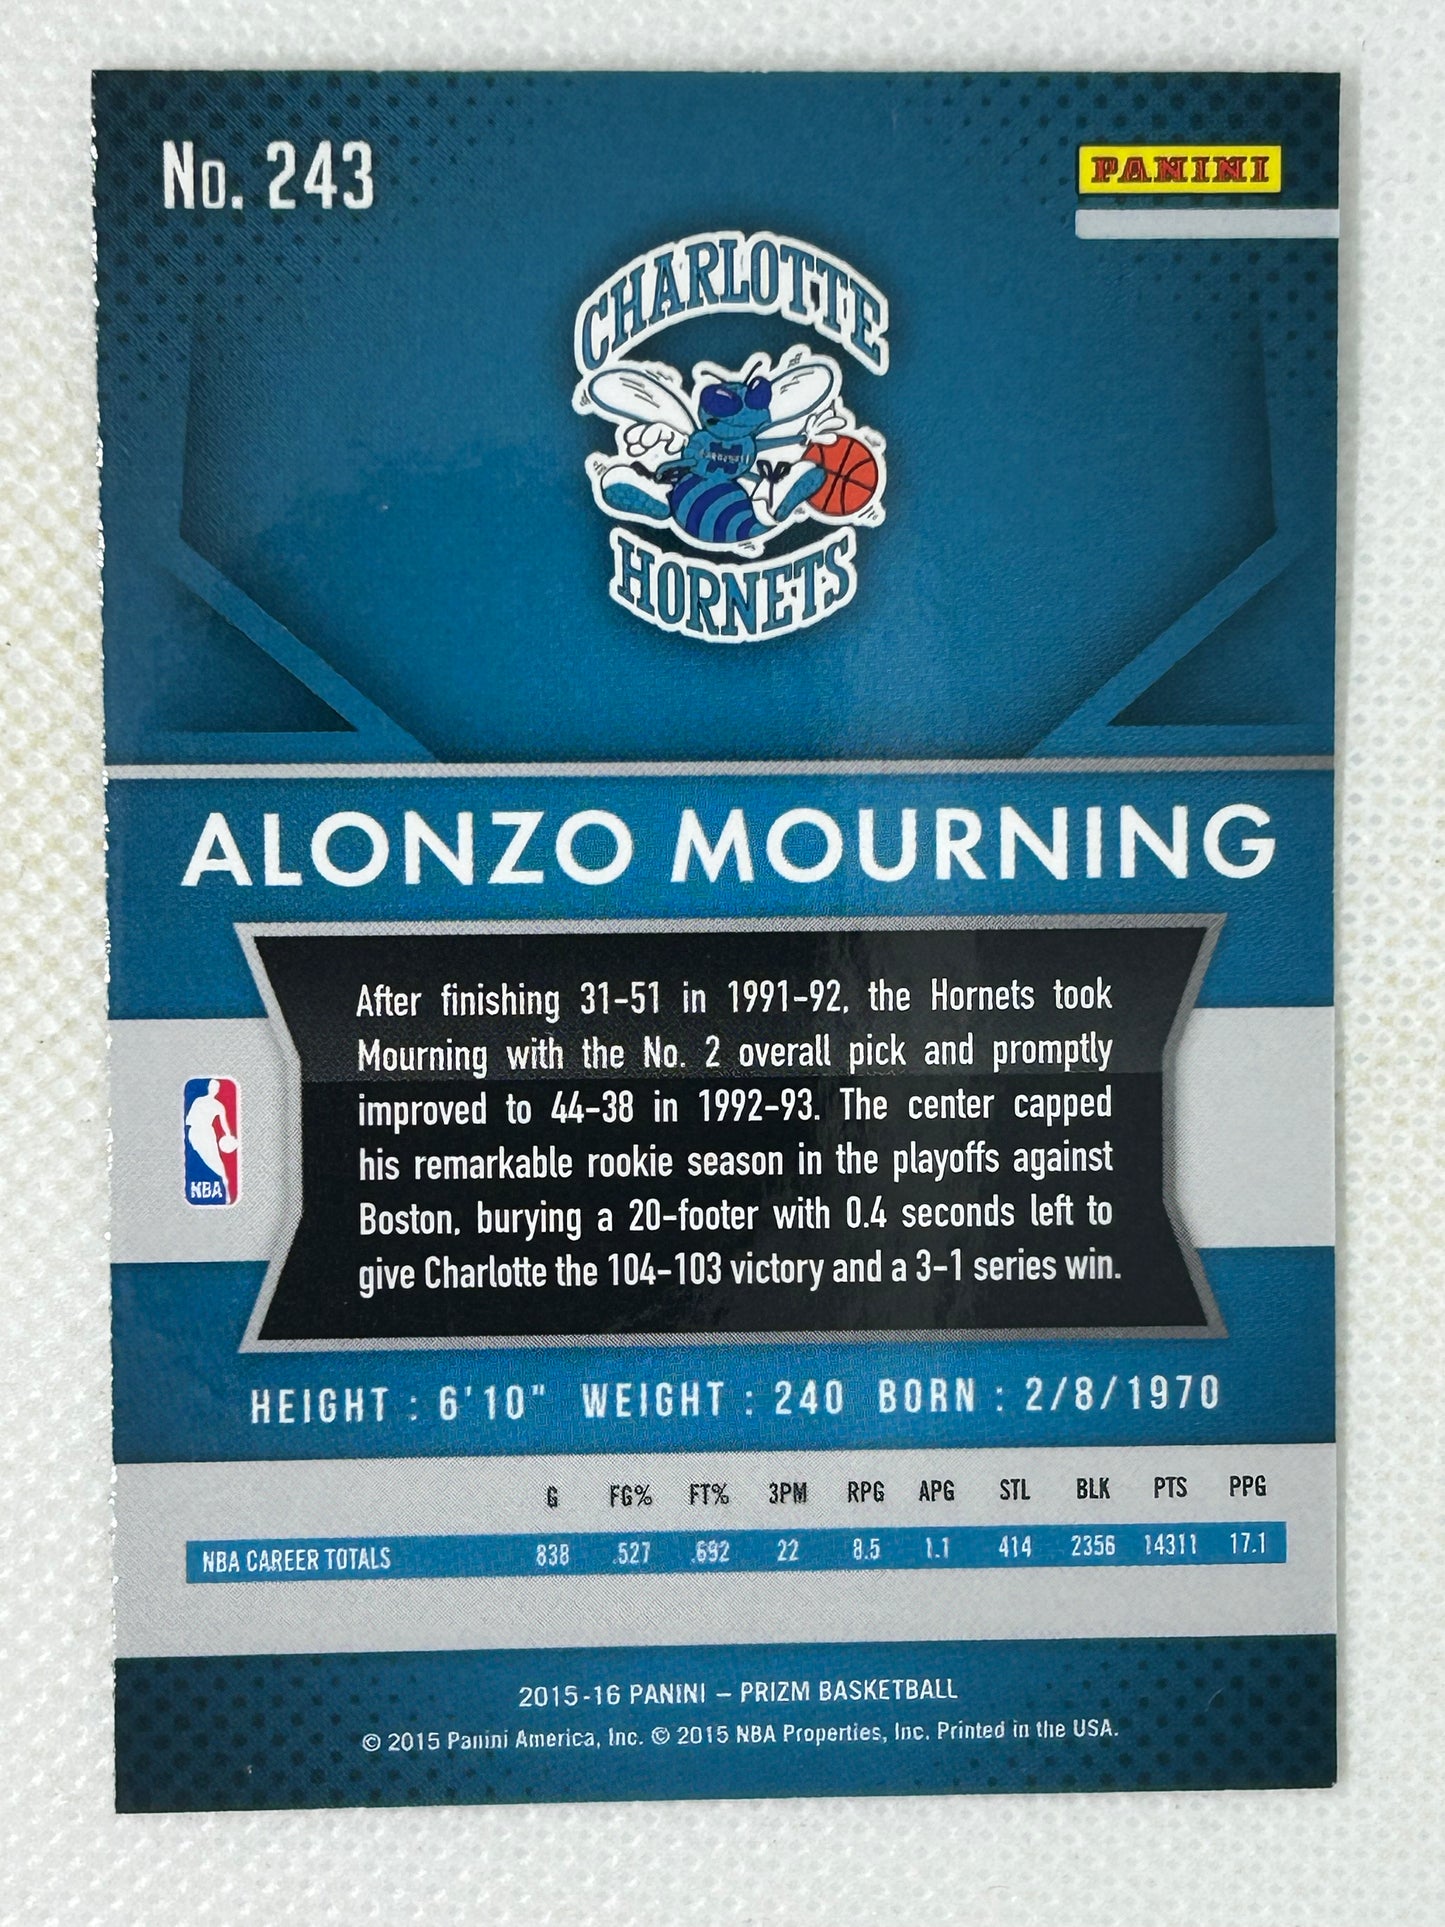 No. 243
PANINI
CHARLOTTE
HORNETS
ALONZO MOURNING
After finishing 31-51 in 1991-92, the Hornets took
Mourning with the No. 2 overall pick and promptly
improved to 44-38 in 1992-93. The center capped
his remarkable rookie season in the playoffs against
Boston, burying a 20-footer with 0.4 seconds left to
give Charlotte the 104-103 victory and a 3-1 series win.
NBA
HEIGHT : 6'10" WEIGHT : 240 BORN : 2/8/1970
G FG% FT% 3PM RPG APG STL BLK PTS PPG
NBA CAREER TOTALS 838 .527 .692 22 8.5 1.1 414 2356 14311 17.1
2015-16 PANINI – PRIZM BASKETBALL
© 2015 Panini America, Inc. © 2015 NBA Properties, Inc. Printed in the USA.